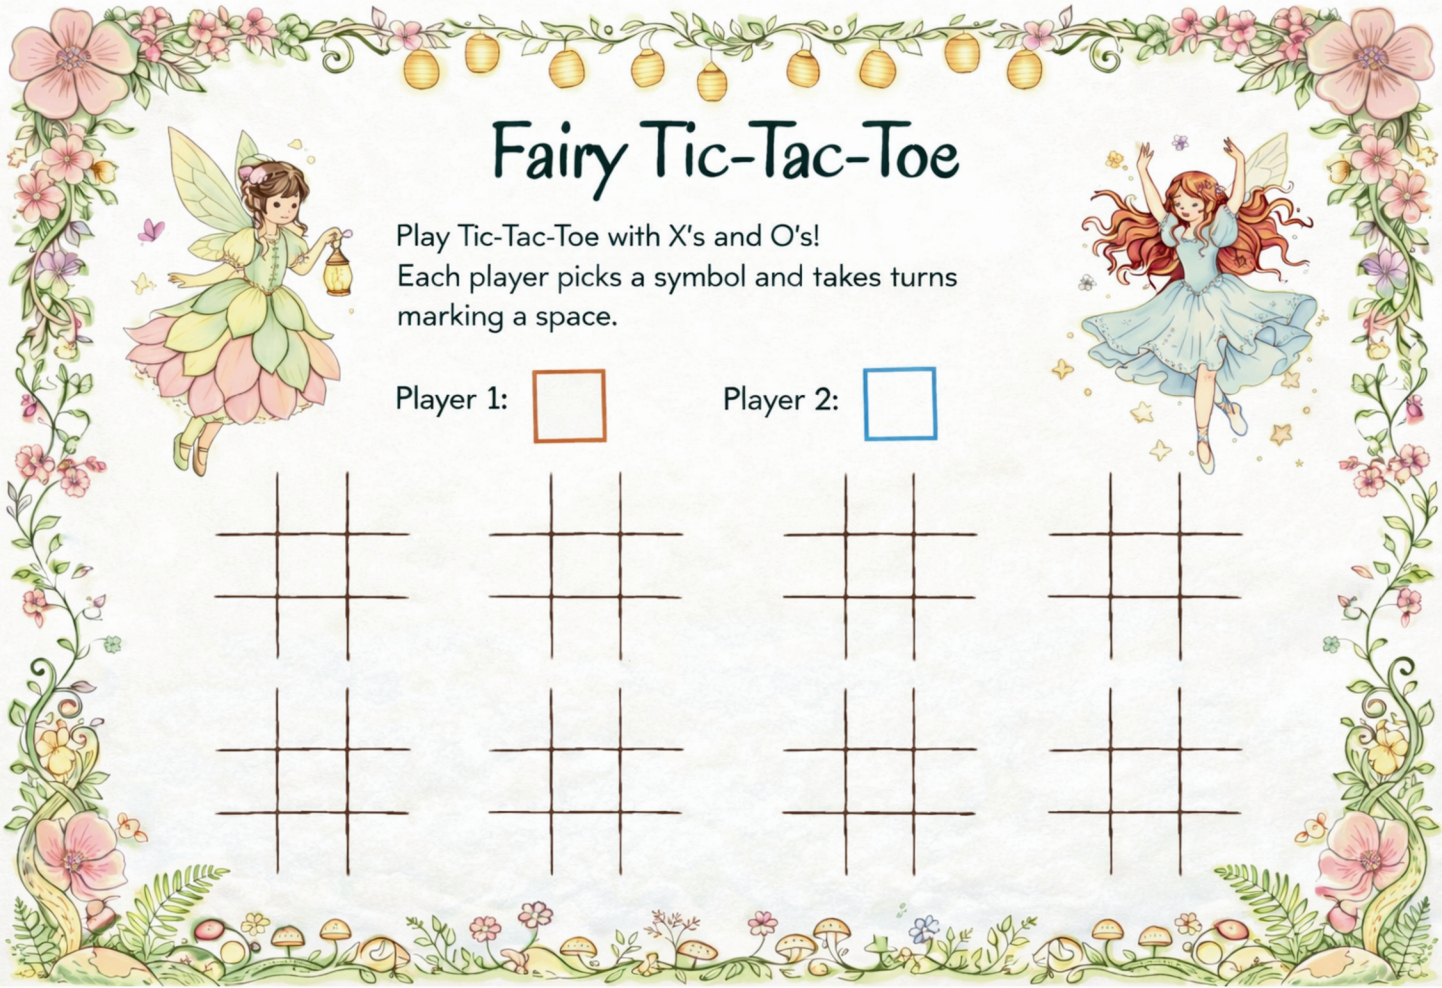 Fairy Tic-Tac-Toe
Play Tic-Tac-Toe with X's and O's!
Each player picks a symbol and takes turns
marking a space.
Player 1:
Player 2: